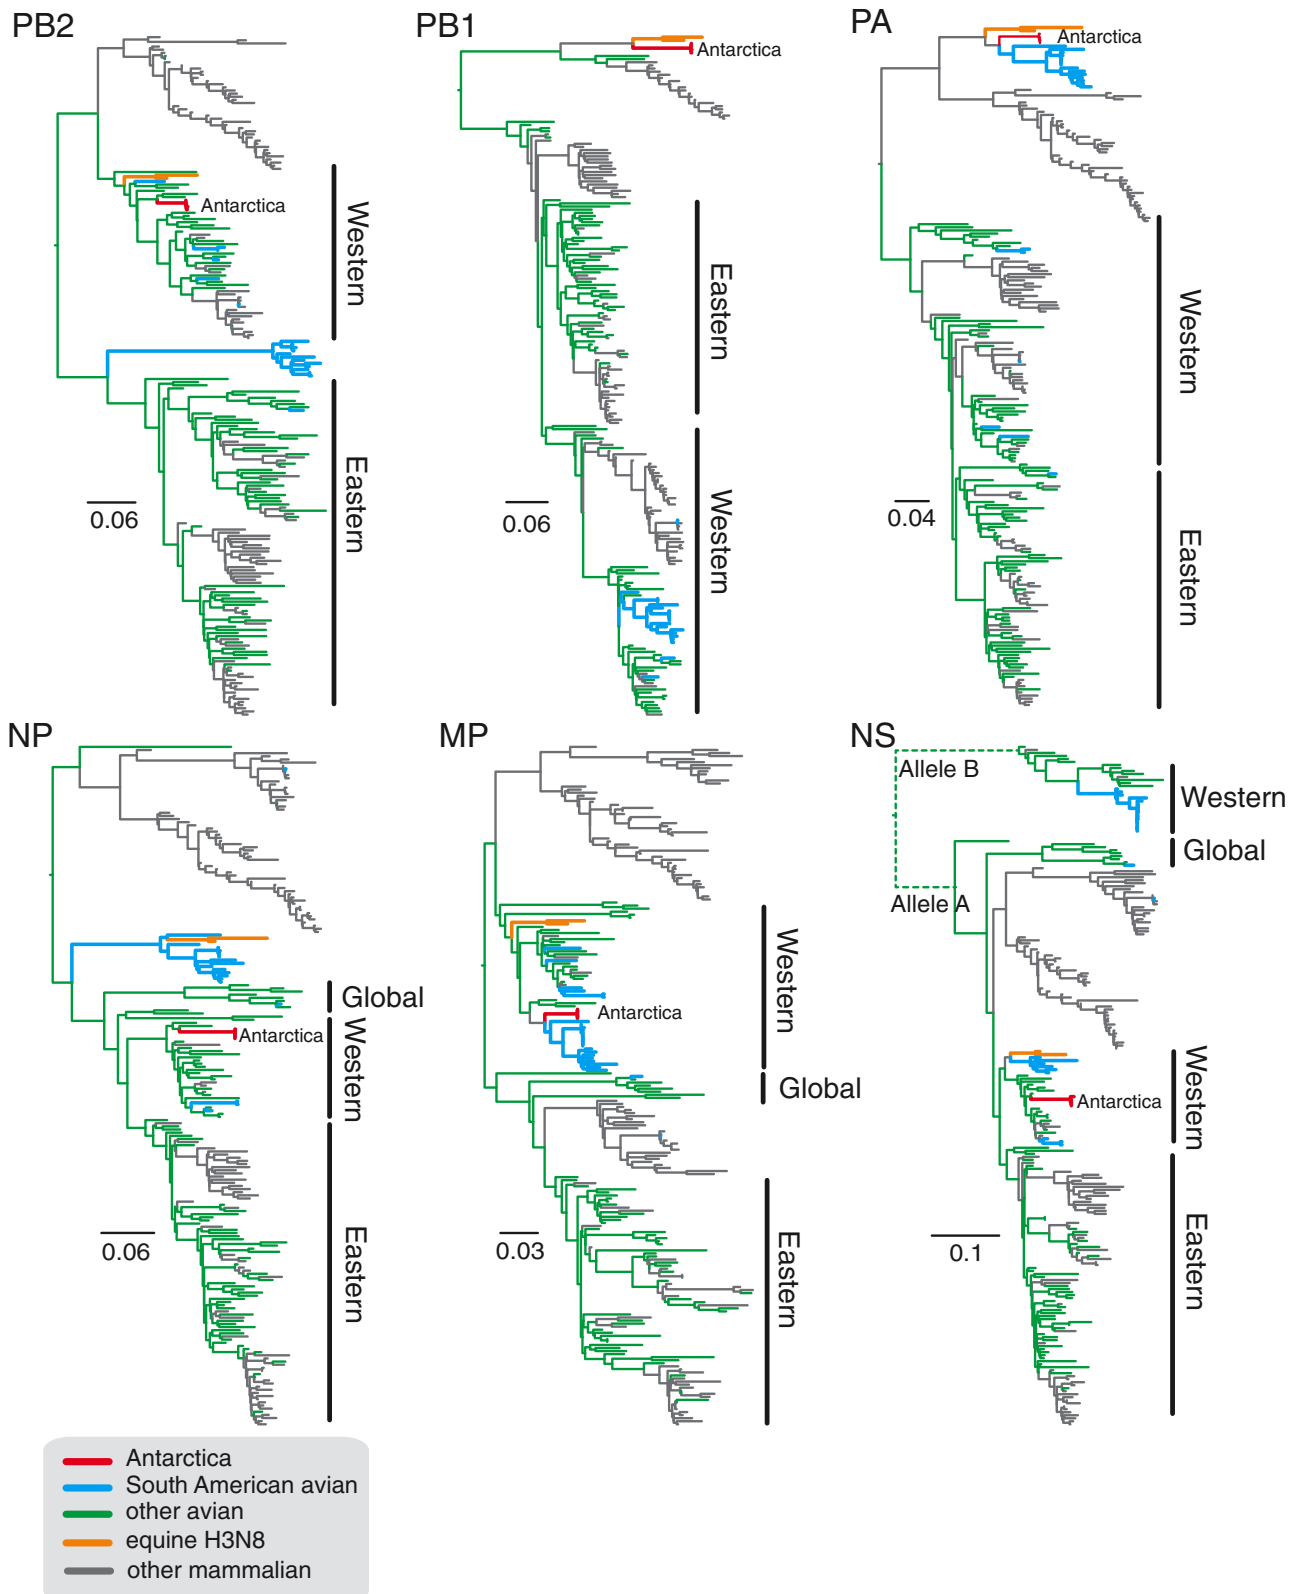 PB2
PB1
PA
Antarctica
Antarctica
Antarctica
Western
Eastern
Eastern
Western
Western
Eastern
0.06
0.06
0.04
NP
MP
NS
Allele B
Western
Global
Allele A
Global
Western
Antarctica
Western
Antarctica
Global
Western
Antarctica
Eastern
Eastern
Eastern
0.06
0.03
0.1
Antarctica
South American avian
other avian
equine H3N8
other mammalian